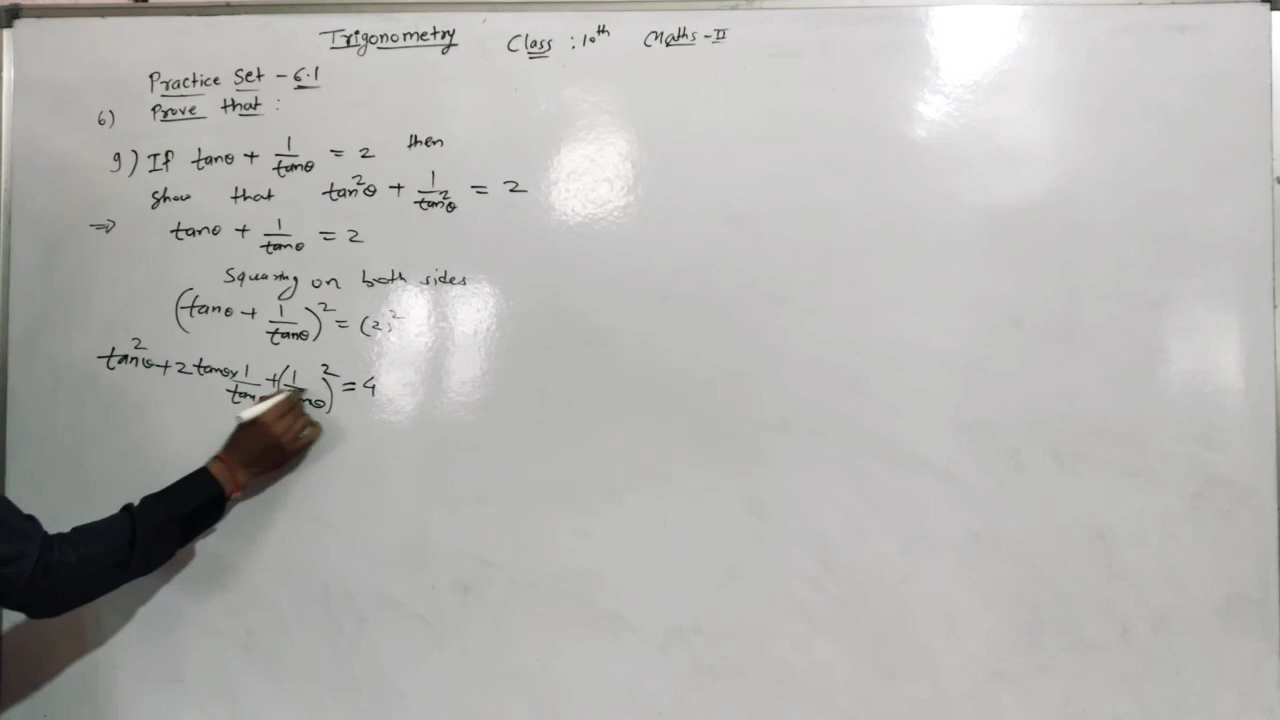 Trigonometry Class : 10th Maths-II
Practice Set - 6.1
6) Prove that :
9) If tanθ + 1/tanθ = 2 then
show that tan²θ + 1/tan²θ = 2
⇒ tanθ + 1/tanθ = 2
Squaring on both sides
(tanθ + 1/tanθ)² = (2)²
tan²θ + 2 tanθ × 1/tanθ + (1/tanθ)² = 4